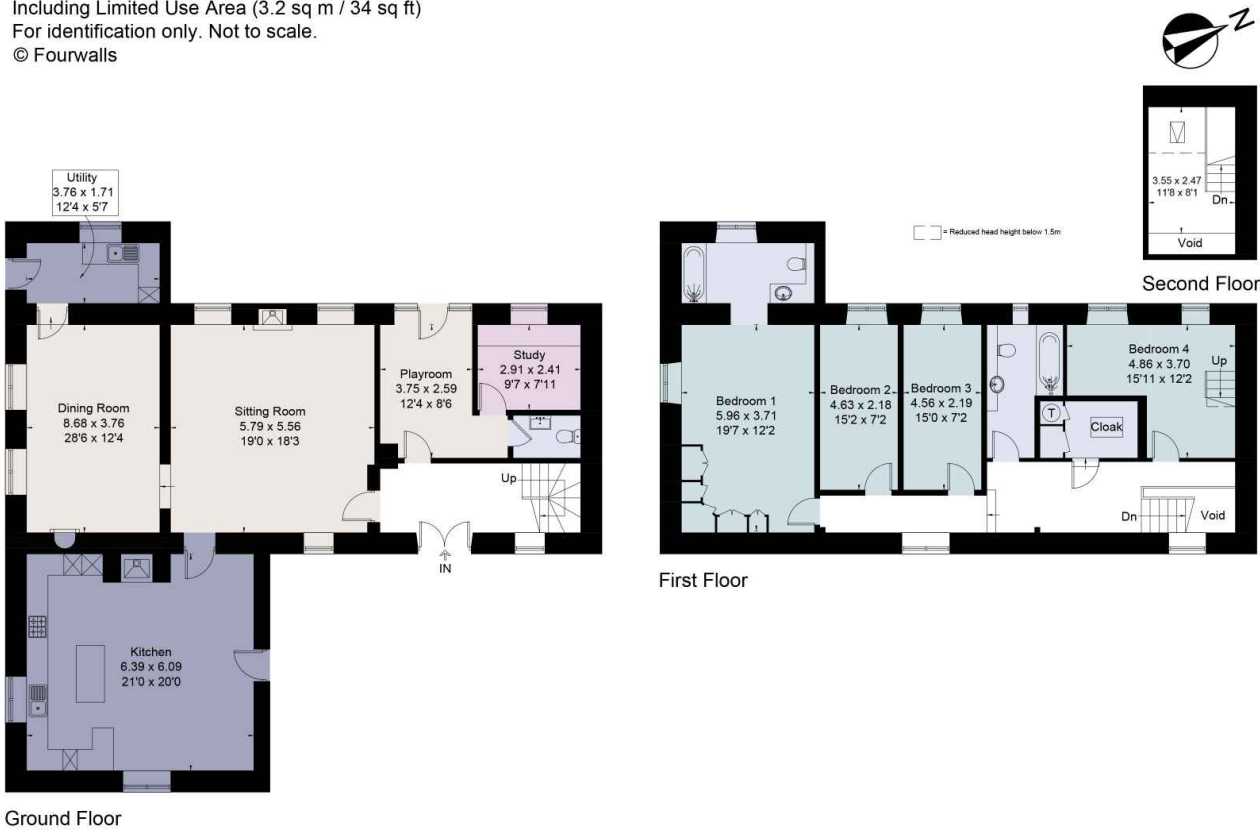 Including Limited Use Area (3.2 sq m / 34 sq ft)
For identification only. Not to scale.
© Fourwalls
Z
Utility
3.76 x 1.71
12'4 x 5'7
Dining Room
8.68 x 3.76
28'6 x 12'4
Sitting Room
5.79 x 5.56
19'0 x 18'3
Playroom
3.75 x 2.59
12'4 x 8'6
Study
2.91 x 2.41
9'7 x 7'11
Up
IN
Kitchen
6.39 x 6.09
21'0 x 20'0
Ground Floor
Bedroom 1
5.96 x 3.71
19'7 x 12'2
Bedroom 2
4.63 x 2.18
15'2 x 7'2
Bedroom 3
4.56 x 2.19
15'0 x 7'2
T
Cloak
Bedroom 4
4.86 x 3.70
15'11 x 12'2
Up
Dn
Void
First Floor
= Reduced head height below 1.5m
3.55 x 2.47
11'8 x 8'1
Dn
Void
Second Floor